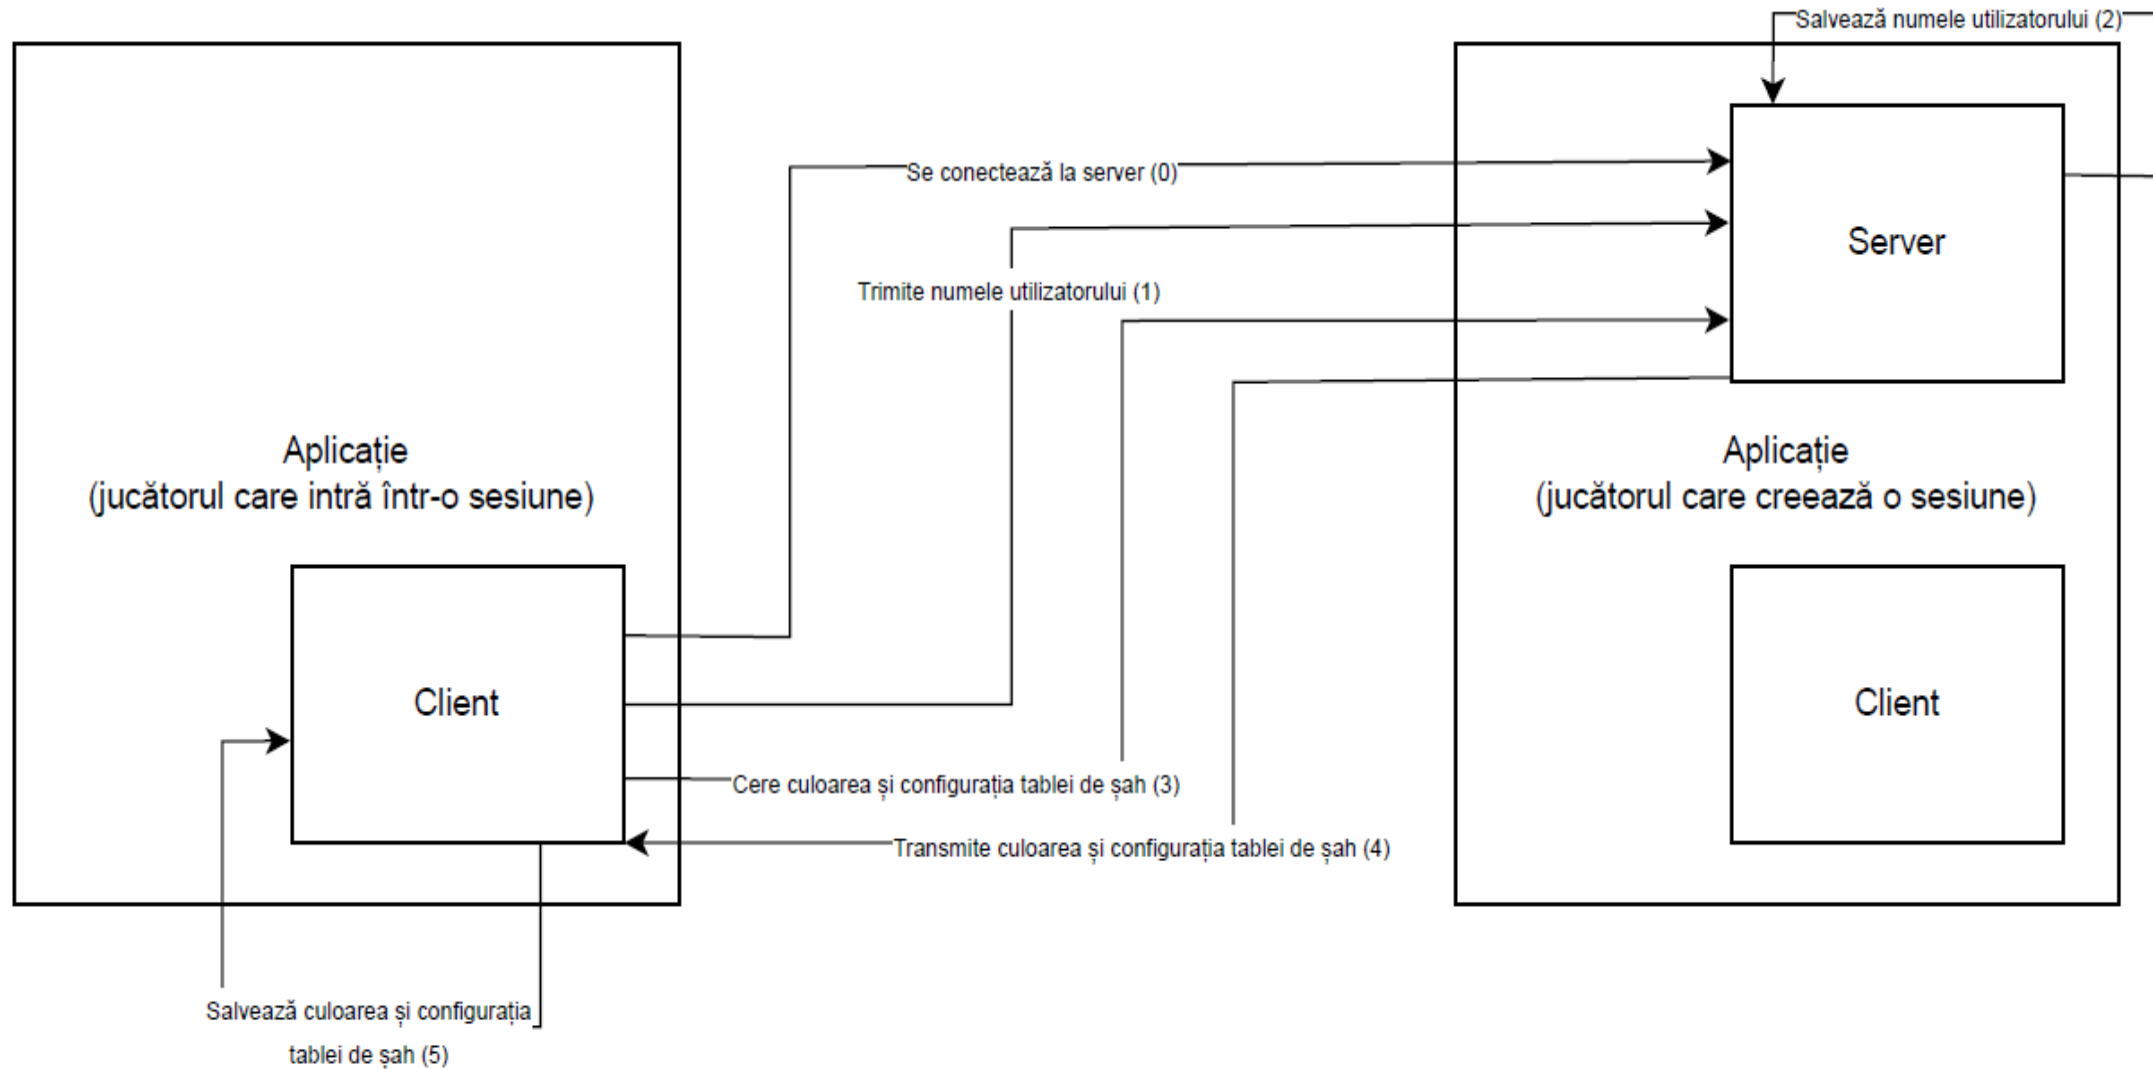 Salvează numele utilizatorului (2)
Se conectează la server (0)
Server
Trimite numele utilizatorului (1)
Aplicație
(jucătorul care intră într-o sesiune)
Aplicație
(jucătorul care creează o sesiune)
Client
Client
Cere culoarea și configurația tablei de șah (3)
Transmite culoarea și configurația tablei de șah (4)
Salvează culoarea și configurația
tablei de șah (5)